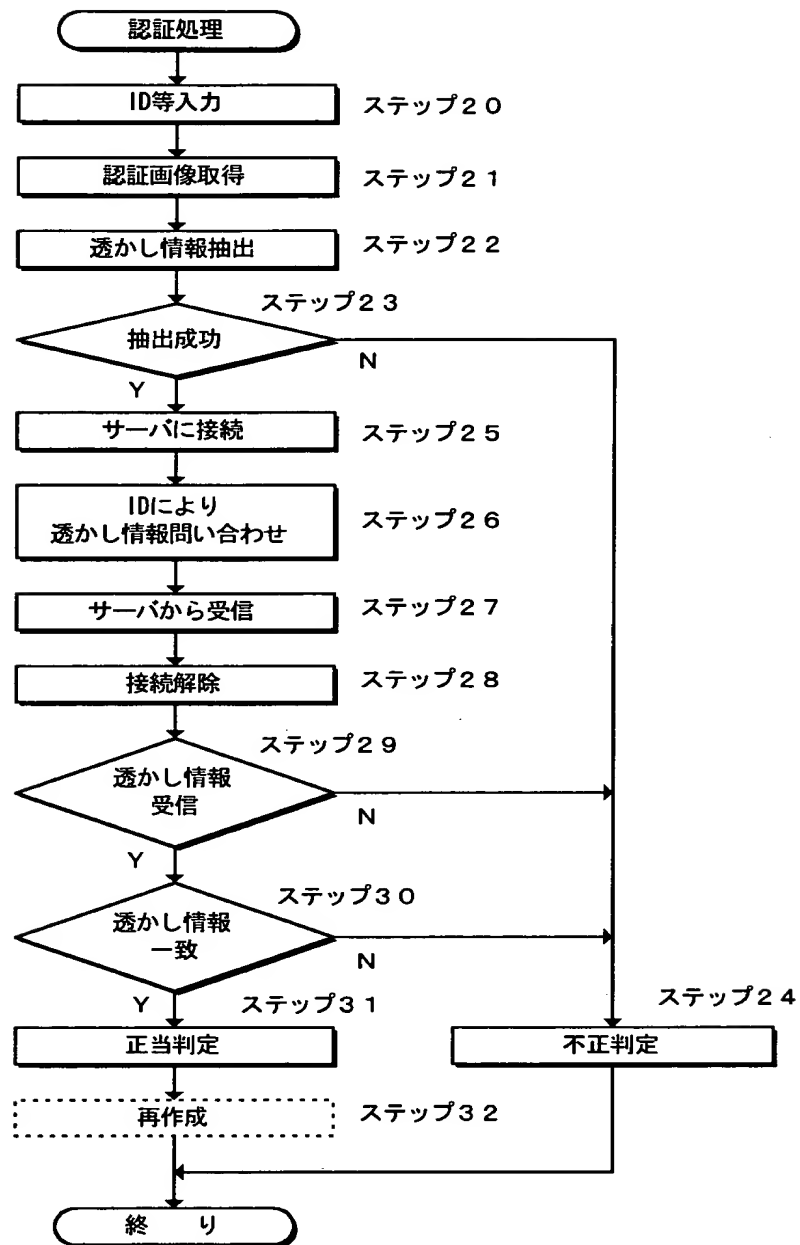 認証処理
ID等入力
ステップ20
認証画像取得
ステップ21
透かし情報抽出
ステップ22
ステップ23
抽出成功
N
Y
サーバに接続
ステップ25
IDにより
透かし情報問い合わせ
ステップ26
サーバから受信
ステップ27
接続解除
ステップ28
ステップ29
透かし情報
受信
N
Y
ステップ30
透かし情報
一致
N
Y
ステップ31
ステップ24
正当判定
不正判定
再作成
ステップ32
終 り